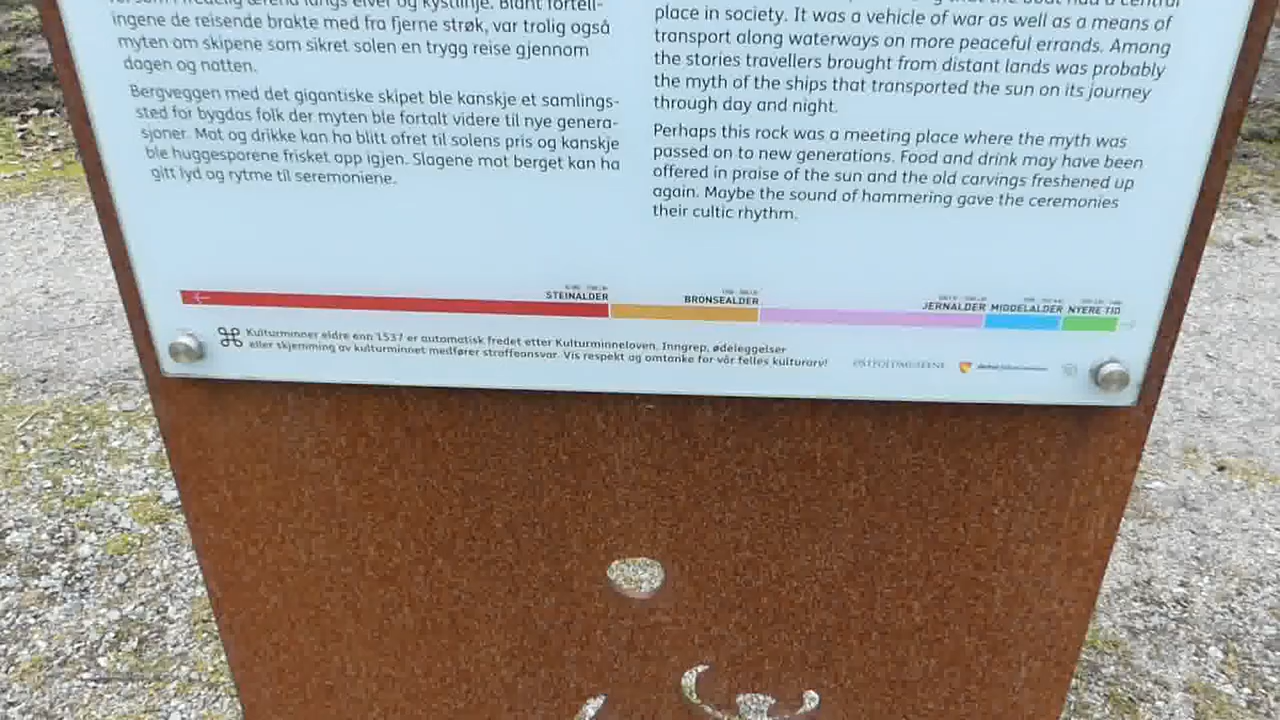 ingene de reisende brakte med fra fjerne strøk, var trolig også
myten om skipene som sikret solen en trygg reise gjennom
dagen og natten.
Bergveggen med det gigantiske skipet ble kanskje et samlings-
sted for bygdas folk der myten ble fortalt videre til nye genera-
sjoner. Mat og drikke kan ha blitt ofret til solens pris og kanskje
ble huggesporene frisket opp igjen. Slagene mot berget kan ha
gitt lyd og rytme til seremoniene.
place in society. It was a vehicle of war as well as a means of
transport along waterways on more peaceful errands. Among
the stories travellers brought from distant lands was probably
the myth of the ships that transported the sun on its journey
through day and night.
Perhaps this rock was a meeting place where the myth was
passed on to new generations. Food and drink may have been
offered in praise of the sun and the old carvings freshened up
again. Maybe the sound of hammering gave the ceremonies
their cultic rhythm.
STEINALDER BRONSEALDER JERNALDER MIDDELALDER NYERE TID
Kulturminner eldre enn 1537 er automatisk fredet etter Kulturminneloven. Inngrep, ødeleggelser
eller skjemming av kulturminnet medfører straffeansvar. Vis respekt og omtanke for vår felles kulturarv!
ØSTFOLDMUSEENE